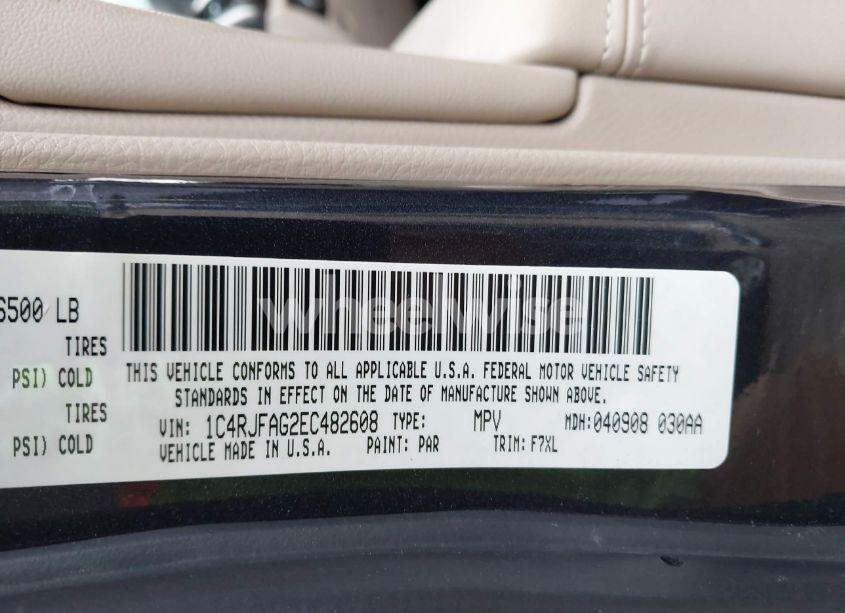 6500 LB
wheelwise
TIRES
THIS VEHICLE CONFORMS TO ALL APPLICABLE U.S.A. FEDERAL MOTOR VEHICLE SAFETY
PSI) COLD
STANDARDS IN EFFECT ON THE DATE OF MANUFACTURE SHOWN ABOVE.
TIRES
VIN: 1C4RJFAG2EC482608 TYPE: MPV MDH:040908 030AA
PSI) COLD
VEHICLE MADE IN U.S.A. PAINT: PAR TRIM: F7XL